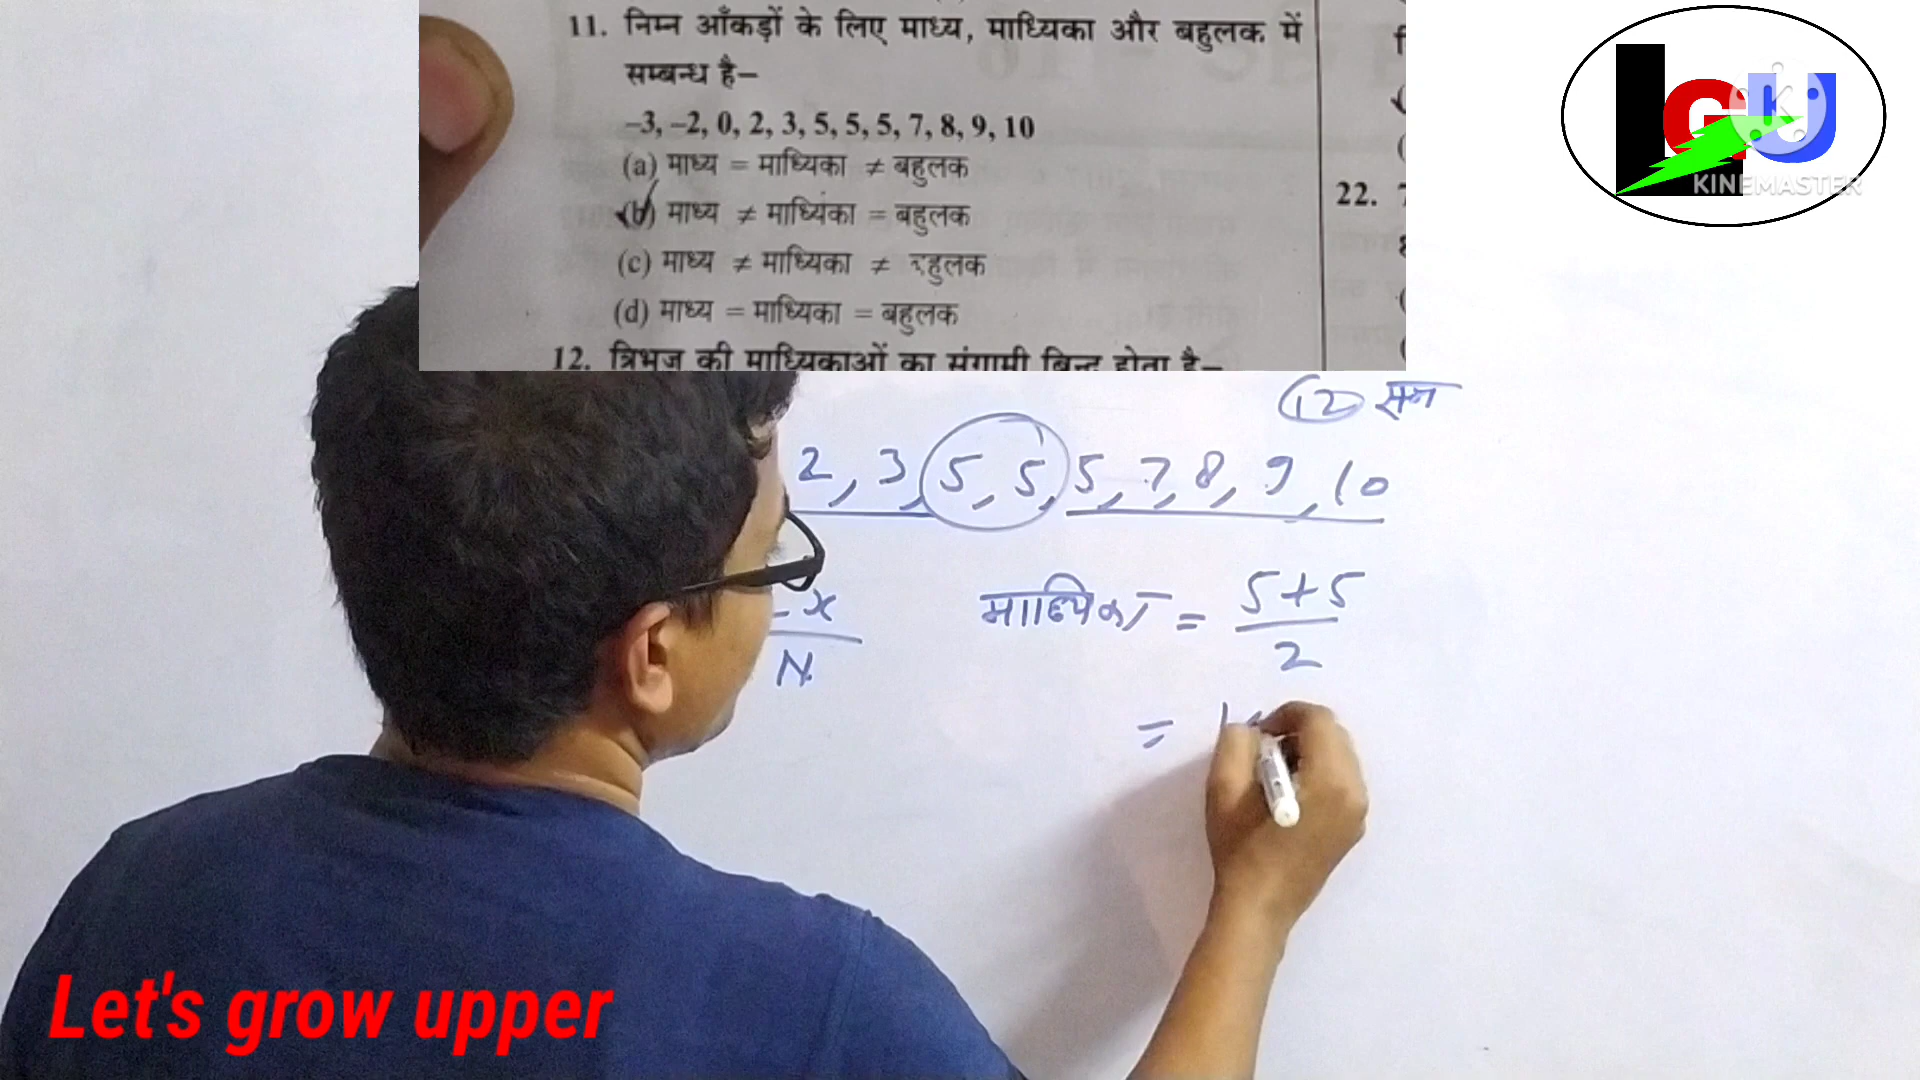 11. निम्न आँकड़ों के लिए माध्य, माध्यिका और बहुलक में
सम्बन्ध है–
–3, –2, 0, 2, 3, 5, 5, 5, 7, 8, 9, 10
(a) माध्य = माध्यिका ≠ बहुलक
(b) माध्य ≠ माध्यिका = बहुलक
(c) माध्य ≠ माध्यिका ≠ बहुलक
(d) माध्य = माध्यिका = बहुलक
12. त्रिभुज की माध्यिकाओं का संगामी बिन्दु होता है–
22.
LGU
KINEMASTER
12 सम
2, 3, 5, 5, 5, 7, 8, 9, 10
x
N
माध्यिका = 5+5
2
=
Let's grow upper